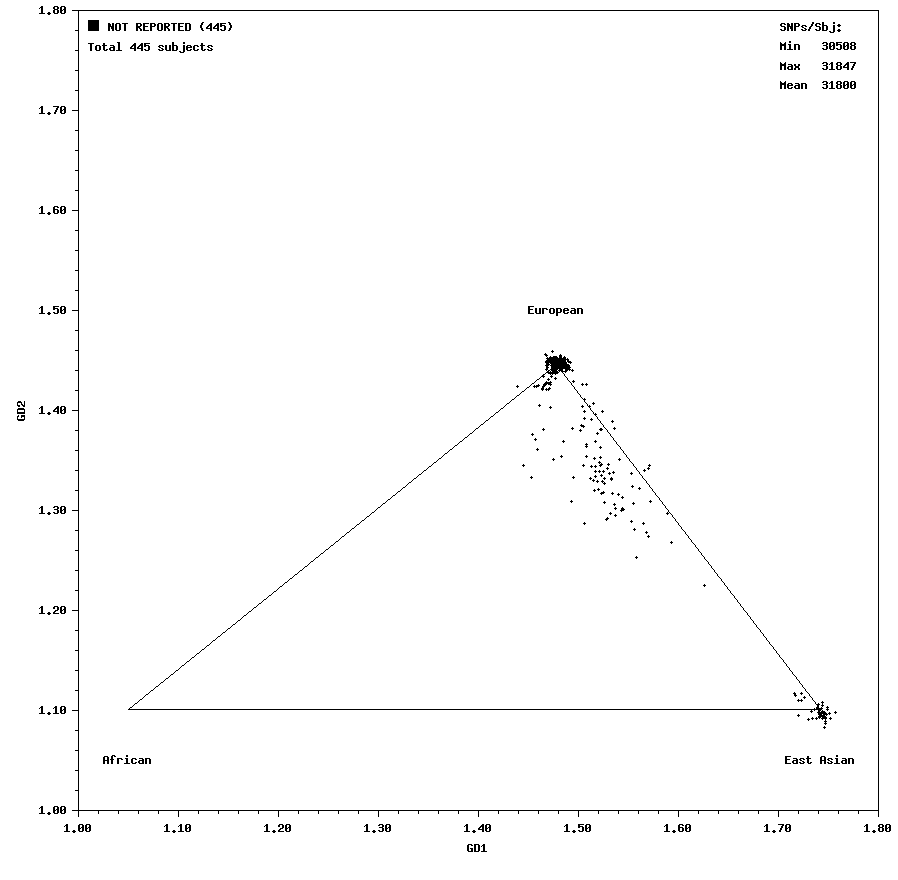 1.80
NOT REPORTED (445)
Total 445 subjects
SNPs/Sbj:
Min 30508
Max 31847
Mean 31800
1.70
1.60
1.50
European
1.40
GD2
1.30
1.20
1.10
African
East Asian
1.00
1.00 1.10 1.20 1.30 1.40 1.50 1.60 1.70 1.80
GD1